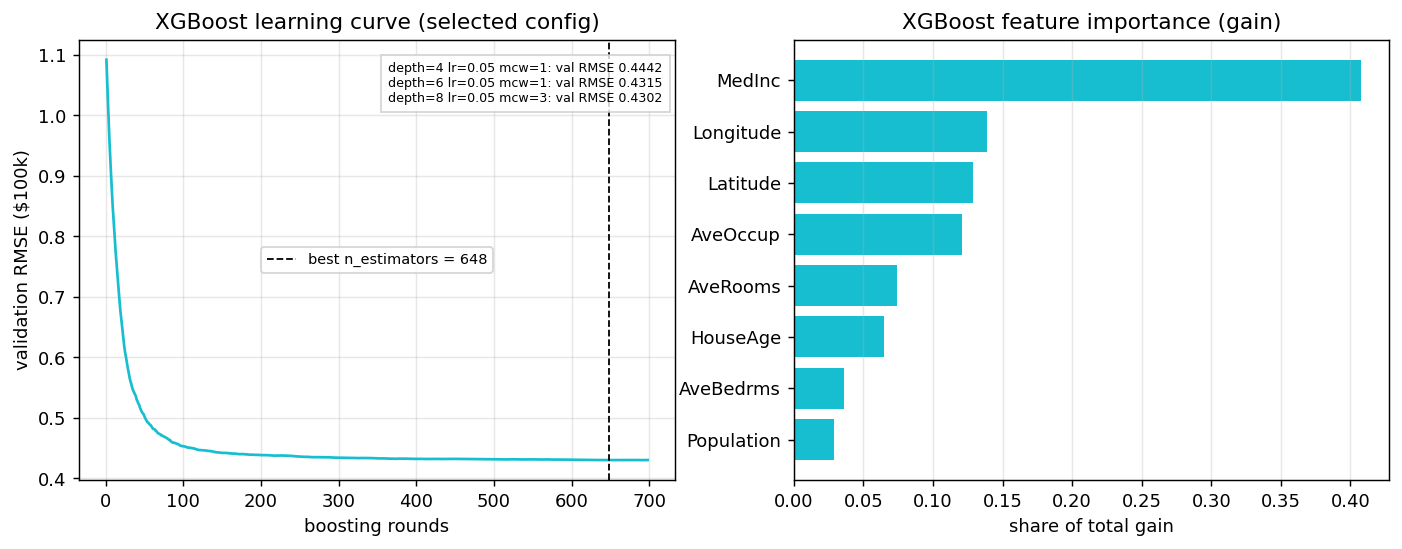 XGBoost learning curve (selected config)
validation RMSE ($100k)
1.1
1.0
0.9
0.8
0.7
0.6
0.5
0.4
depth=4 lr=0.05 mcw=1: val RMSE 0.4442
depth=6 lr=0.05 mcw=1: val RMSE 0.4315
depth=8 lr=0.05 mcw=3: val RMSE 0.4302
best n_estimators = 648
0 100 200 300 400 500 600 700
boosting rounds
XGBoost feature importance (gain)
MedInc
Longitude
Latitude
AveOccup
AveRooms
HouseAge
AveBedrms
Population
0.00 0.05 0.10 0.15 0.20 0.25 0.30 0.35 0.40
share of total gain